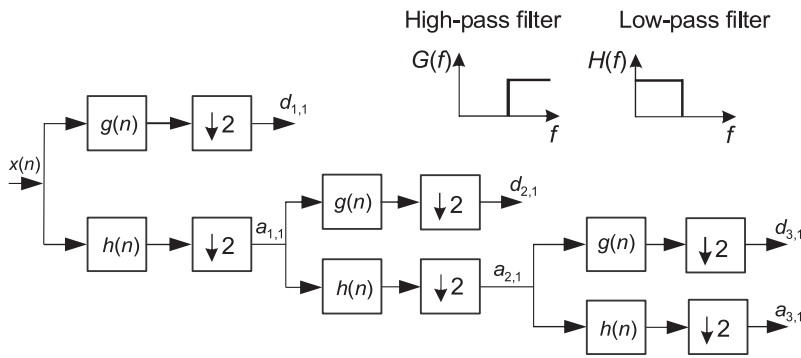 High-pass filter
Low-pass filter
G(f)
f
H(f)
f
x(n)
g(n)
↓2
d1,1
h(n)
↓2
a1,1
g(n)
↓2
d2,1
h(n)
↓2
a2,1
g(n)
↓2
d3,1
h(n)
↓2
a3,1